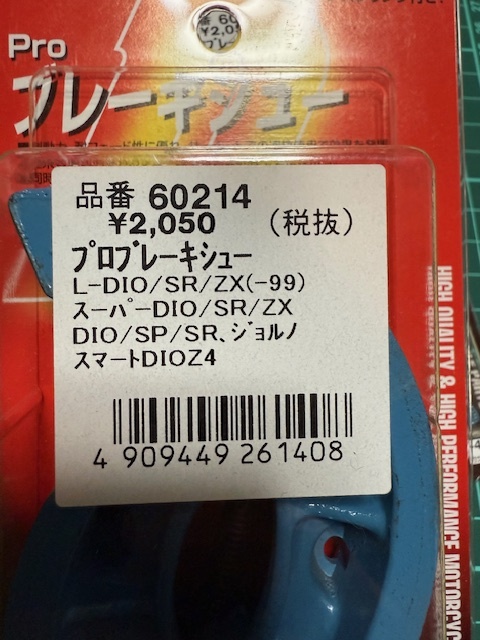 Pro
ブレーキシュー
品番 60214
¥2,050 (税抜)
ﾌﾟﾛﾌﾞﾚｰｷｼｭｰ
L-DIO/SR/ZX(-99)
ｽｰﾊﾟｰDIO/SR/ZX
DIO/SP/SR､ｼﾞｮﾙﾉ
ｽﾏｰﾄDIOZ4
4 909449 261408
HIGH QUALITY & HIGH PERFORMANCE MOTORCYC